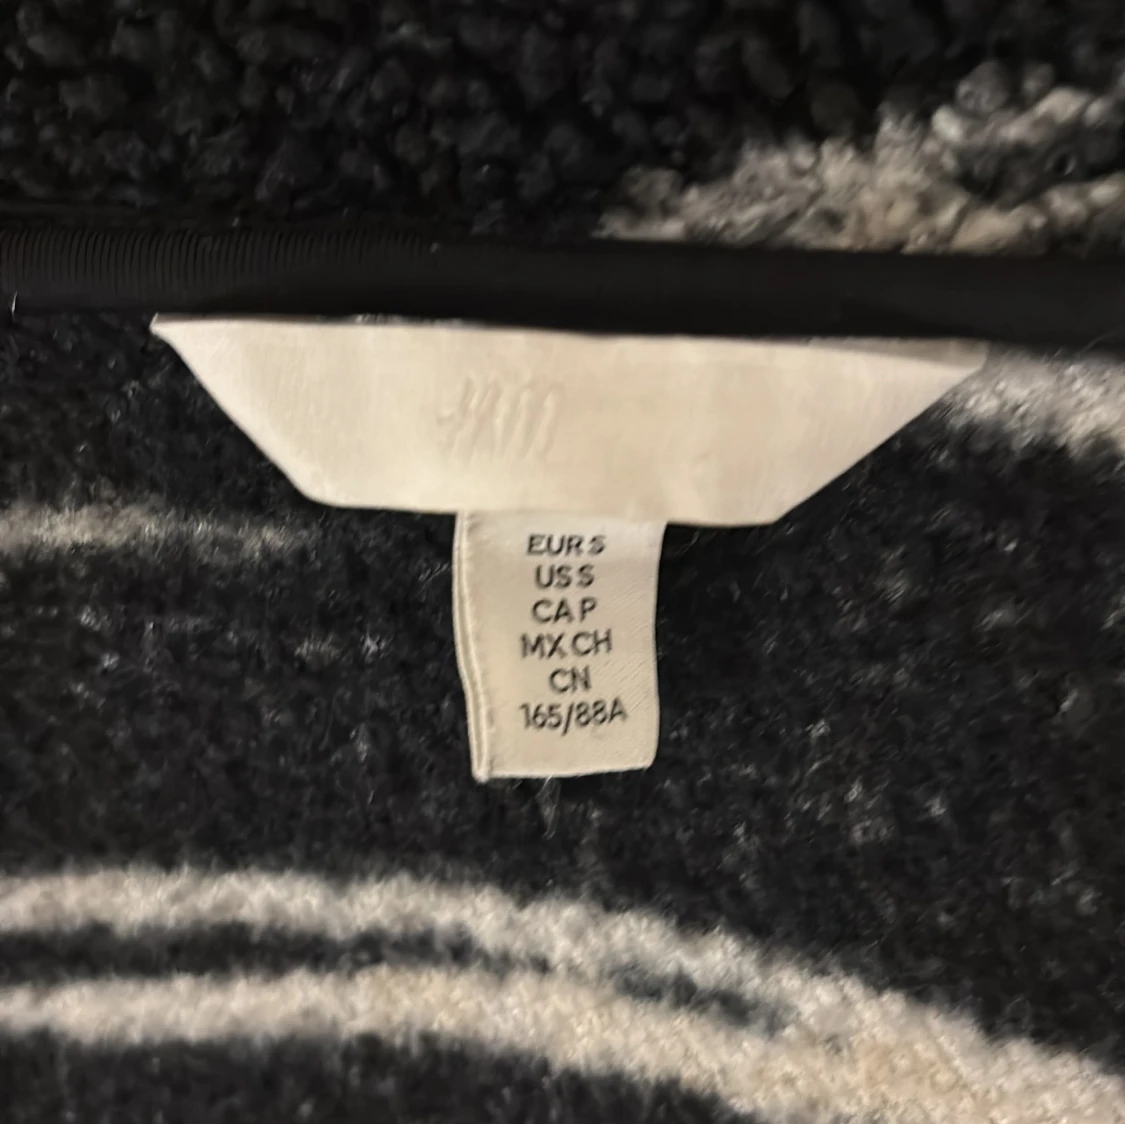 H&M
EUR S
US S
CA P
MX CH
CN
165/88A